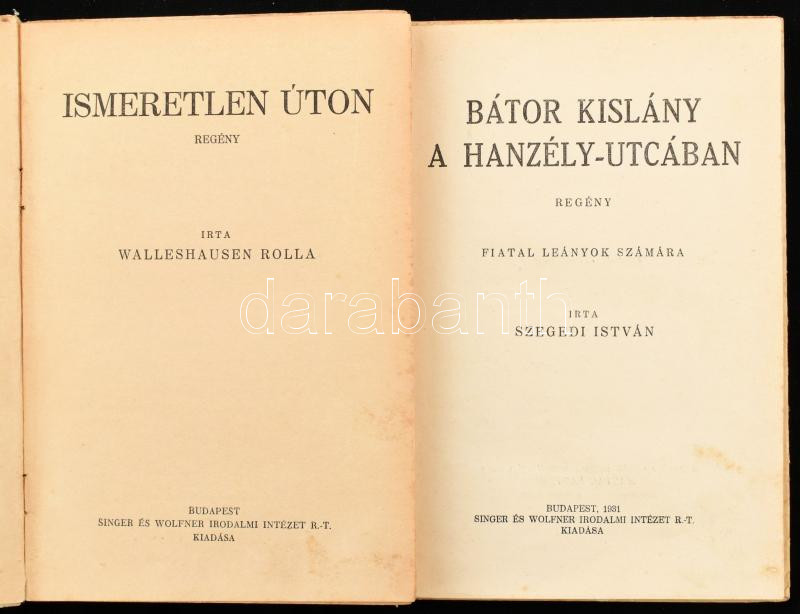 ISMERETLEN ÚTON
REGÉNY
IRTA
WALLESHAUSEN ROLLA
BUDAPEST
SINGER ÉS WOLFNER IRODALMI INTÉZET R.-T.
KIADÁSA
BÁTOR KISLÁNY
A HANZÉLY-UTCÁBAN
REGÉNY
FIATAL LEÁNYOK SZÁMÁRA
IRTA
SZEGEDI ISTVÁN
BUDAPEST, 1931
SINGER ÉS WOLFNER IRODALMI INTÉZET R.-T.
KIADÁSA
darabanth